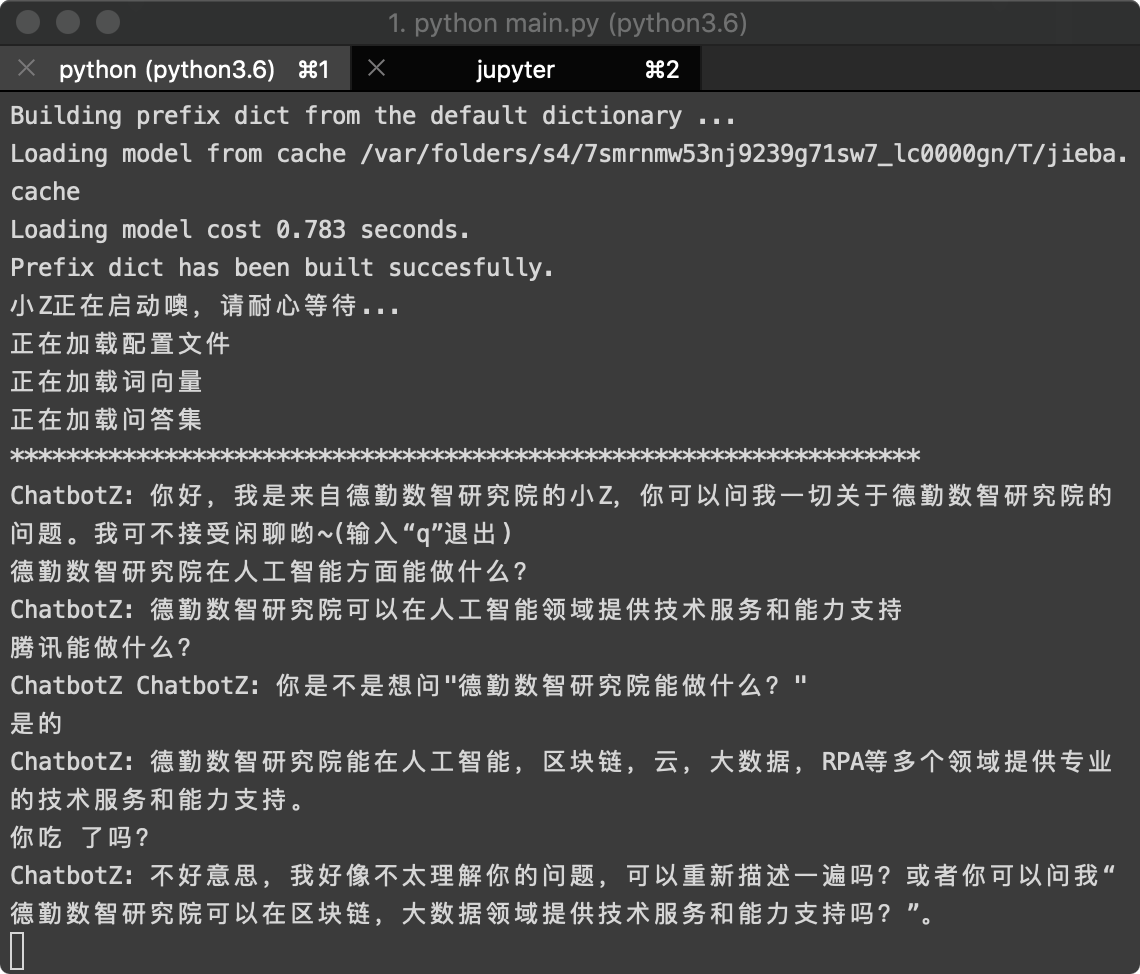 1. python main.py (python3.6)
python (python3.6) ⌘1 jupyter ⌘2
Building prefix dict from the default dictionary ...
Loading model from cache /var/folders/s4/7smrnmw53nj9239g71sw7_lc0000gn/T/jieba.
cache
Loading model cost 0.783 seconds.
Prefix dict has been built succesfully.
小Z正在启动噢，请耐心等待...
正在加载配置文件
正在加载词向量
正在加载问答集
*****************************************************************
ChatbotZ: 你好，我是来自德勤数智研究院的小Z，你可以问我一切关于德勤数智研究院的
问题。我可不接受闲聊哟~(输入“q”退出)
德勤数智研究院在人工智能方面能做什么？
ChatbotZ: 德勤数智研究院可以在人工智能领域提供技术服务和能力支持
腾讯能做什么？
ChatbotZ ChatbotZ: 你是不是想问"德勤数智研究院能做什么？"
是的
ChatbotZ: 德勤数智研究院能在人工智能，区块链，云，大数据，RPA等多个领域提供专业
的技术服务和能力支持。
你吃 了吗？
ChatbotZ: 不好意思，我好像不太理解你的问题，可以重新描述一遍吗？或者你可以问我“
德勤数智研究院可以在区块链，大数据领域提供技术服务和能力支持吗？”。